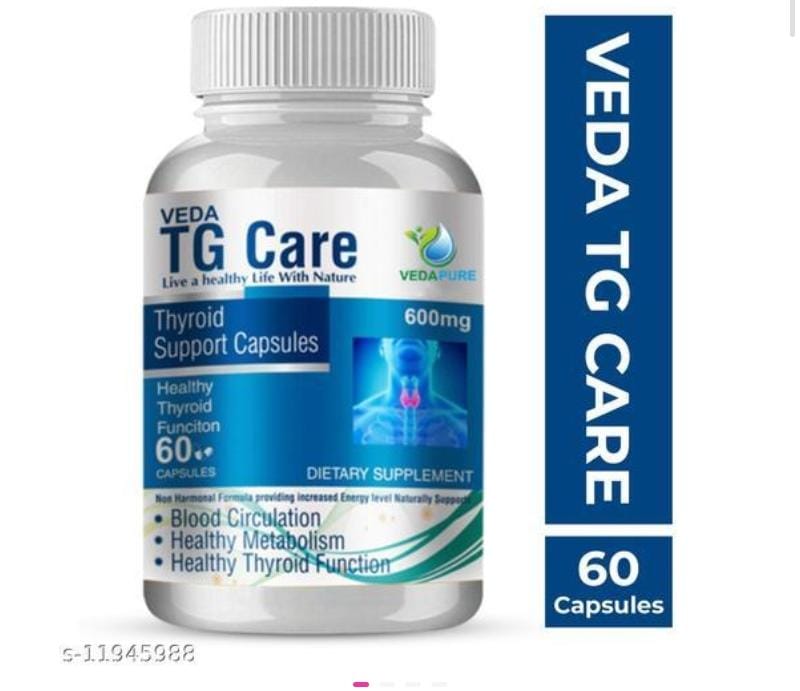 VEDA
TG Care
Live a healthy Life With Nature
VEDAPURE
Thyroid
Support Capsules
600mg
Healthy
Thyroid
Funciton
60
CAPSULES
DIETARY SUPPLEMENT
Non Harmonal Formula providing increased Energy level Naturally Supports
• Blood Circulation
• Healthy Metabolism
• Healthy Thyroid Function
VEDA TG CARE
60
Capsules
s-11945988